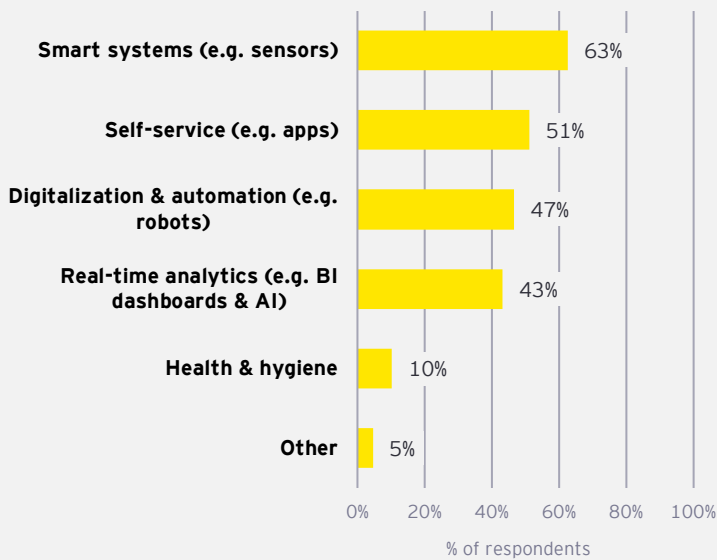 Smart systems (e.g. sensors)
63%
Self-service (e.g. apps)
51%
Digitalization & automation (e.g.
robots)
47%
Real-time analytics (e.g. BI
dashboards & AI)
43%
Health & hygiene
10%
Other
5%
0% 20% 40% 60% 80% 100%
% of respondents